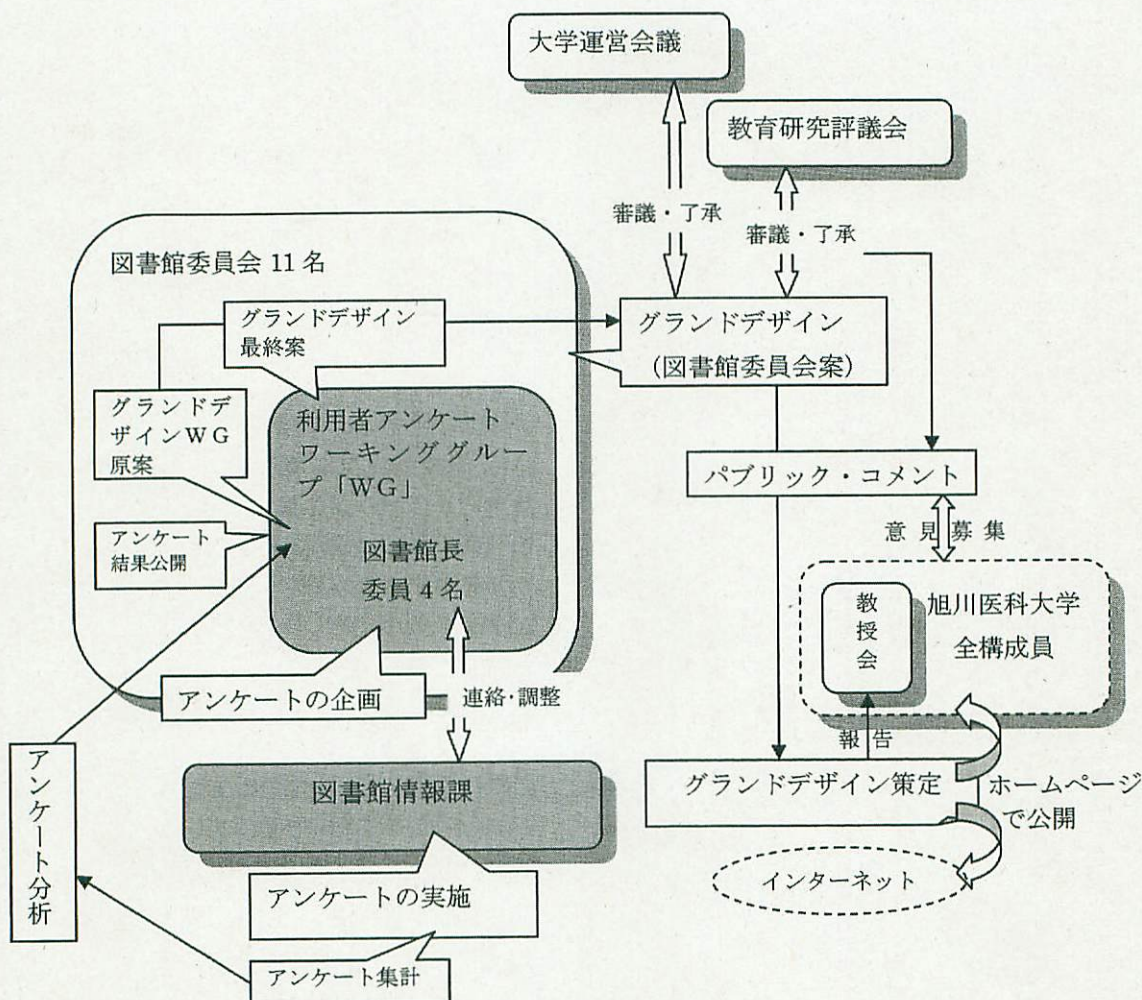 大学運営会議
教育研究評議会
審議・了承
審議・了承
図書館委員会 11 名
グランドデザイン
最終案
グランドデザイン
(図書館委員会案)
グランドデ
ザインWG
原案
利用者アンケート
ワーキンググルー
プ「WG」
図書館長
委員 4 名
アンケート
結果公開
パブリック・コメント
意見募集
教授会
旭川医科大学
全構成員
アンケートの企画
連絡・調整
報告
アンケート分析
図書館情報課
グランドデザイン策定
ホームページ
で公開
インターネット
アンケートの実施
アンケート集計